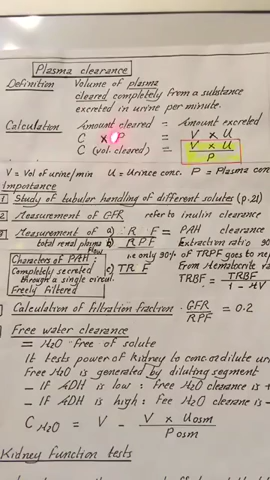 Plasma clearance
Definition Volume of plasma
cleared completely from a substance
excreted in urine per minute.
Calculation Amount cleared = Amount excreted
C x P = V x U
C (vol. cleared) = V x U / P
V = Vol of urine/min U = Urine conc. P = Plasma conc
Importance
1 Study of tubular handling of different solutes (p.21)
2 Measurement of GFR refer to inulin clearance
Measurement of a) R F = PAH clearance
total renal plasma flow b) RPF Extraction ratio 90
i.e only 90% of TRPF goes to nep
Characters of PAH: c) TR F From Hematocrite va
Completely secreted TRBF = TRBF / 1 - HV
through a single circul.
Freely filtered
Calculation of filtration fraction. GFR / RPF = 0.2
Free water clearance
= H2O free of solute
It tests power of kidney to conc. or dilute uri
Free H2O is generated by diluting segment
_ IF ADH is low: Free H2O clearance is +
_ IF ADH is high: Fee H2O clearane is -
C H2O = V - V x Uosm / Posm
Kidney function tests